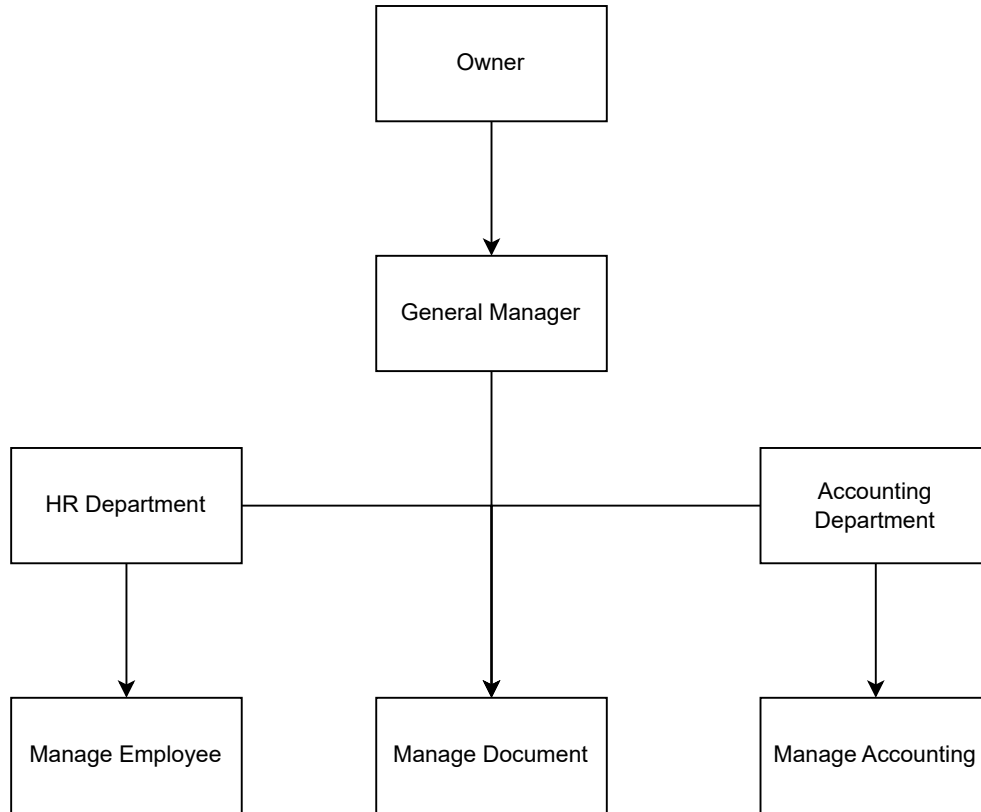 Owner
General Manager
HR Department
Accounting
Department
Manage Employee
Manage Document
Manage Accounting